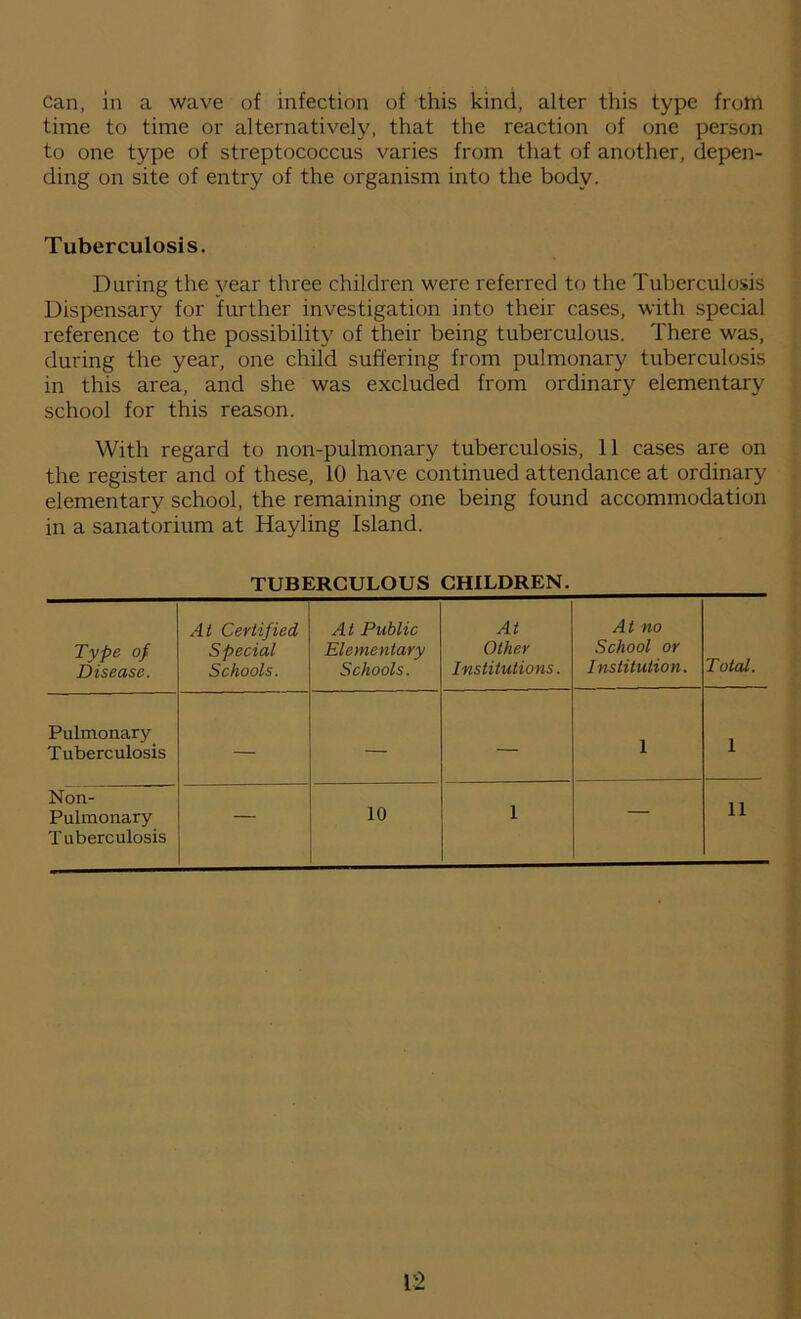 can, in a wave of infection of this kind, alter this type from
time to time or alternatively, that the reaction of one person
to one type of streptococcus varies from that of another, depen-
ding on site of entry of the organism into the body.
Tuberculosis.
During the year three children were referred to the Tuberculosis
Dispensary for further investigation into their cases, with special
reference to the possibility of their being tuberculous. There was,
during the year, one child suffering from pulmonary tuberculosis
in this area, and she was excluded from ordinary elementary
school for this reason.
With regard to non-pulmonary tuberculosis, 11 cases are on
the register and of these, 10 have continued attendance at ordinary
elementary school, the remaining one being found accommodation
in a sanatorium at Hayling Island.
TUBERCULOUS CHILDREN.
Type of Disease. | At Certified Special Schools. | At Public Elementary Schools. | At Other Institutions. | At no School or Institution. | Total.
Pulmonary Tuberculosis | — | — | — | 1 | 1
Non-Pulmonary Tuberculosis | — | 10 | 1 | — | 11
12